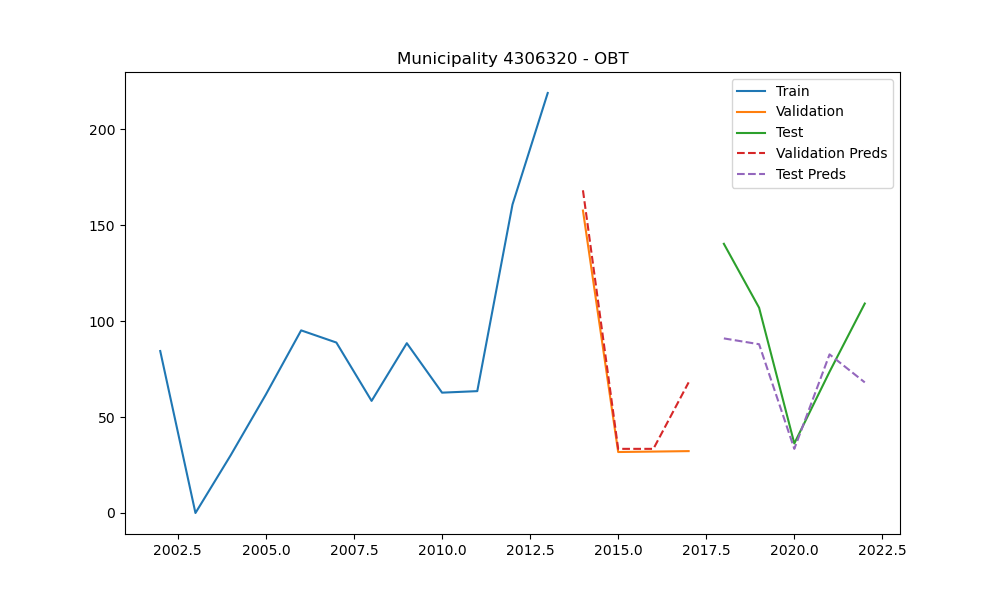 Municipality 4306320 - OBT
Train
Validation
Test
Validation Preds
Test Preds
200
150
100
50
0
2002.5 2005.0 2007.5 2010.0 2012.5 2015.0 2017.5 2020.0 2022.5